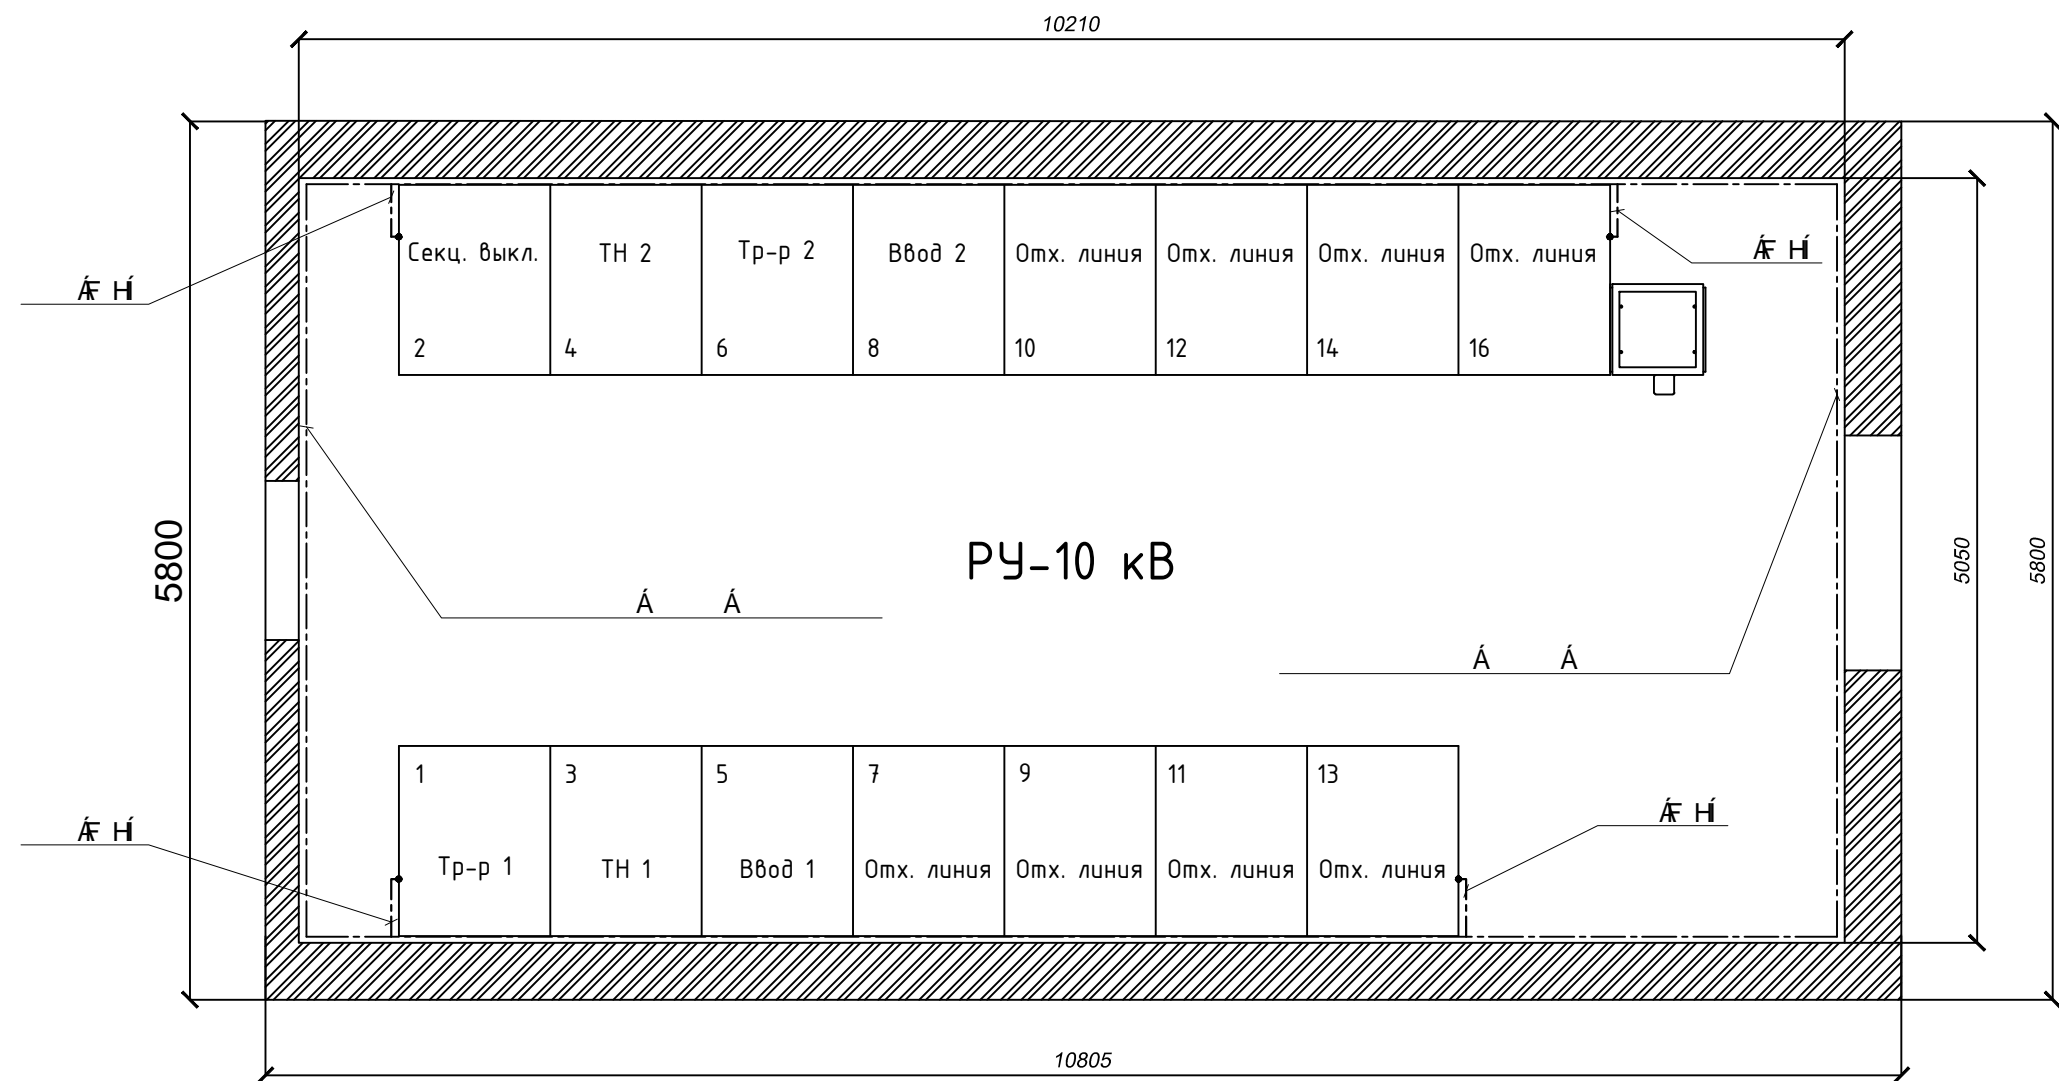 10210
Секц. выкл.
ТН 2
Тр-р 2
Ввод 2
Отх. линия
Отх. линия
Отх. линия
Отх. линия
2
4
6
8
10
12
14
16
5800
РУ-10 кВ
5050
5800
Á Á
Á Á
1
3
5
7
9
11
13
Тр-р 1
ТН 1
Ввод 1
Отх. линия
Отх. линия
Отх. линия
Отх. линия
10805